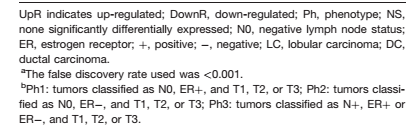 UpR indicates up-regulated; DownR, down-regulated; Ph, phenotype; NS,
none significantly differentially expressed; N0, negative lymph node status;
ER, estrogen receptor; +, positive; −, negative; LC, lobular carcinoma; DC,
ductal carcinoma.
aThe false discovery rate used was <0.001.
bPh1: tumors classified as N0, ER+, and T1, T2, or T3; Ph2: tumors classi-
fied as N0, ER−, and T1, T2, or T3; Ph3: tumors classified as N+, ER+ or
ER−, and T1, T2, or T3.